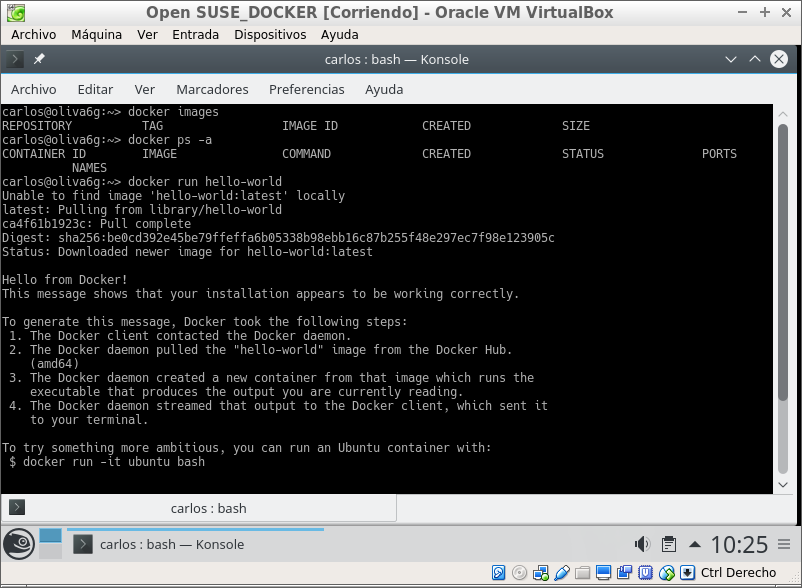 Open SUSE_DOCKER [Corriendo] - Oracle VM VirtualBox
Archivo Máquina Ver Entrada Dispositivos Ayuda
carlos : bash — Konsole
Archivo Editar Ver Marcadores Preferencias Ayuda
carlos@oliva6g:~> docker images
REPOSITORY          TAG                 IMAGE ID            CREATED             SIZE
carlos@oliva6g:~> docker ps -a
CONTAINER ID        IMAGE               COMMAND             CREATED             STATUS              PORTS
          NAMES
carlos@oliva6g:~> docker run hello-world
Unable to find image 'hello-world:latest' locally
latest: Pulling from library/hello-world
ca4f61b1923c: Pull complete
Digest: sha256:be0cd392e45be79ffeffa6b05338b98ebb16c87b255f48e297ec7f98e123905c
Status: Downloaded newer image for hello-world:latest

Hello from Docker!
This message shows that your installation appears to be working correctly.

To generate this message, Docker took the following steps:
 1. The Docker client contacted the Docker daemon.
 2. The Docker daemon pulled the "hello-world" image from the Docker Hub.
    (amd64)
 3. The Docker daemon created a new container from that image which runs the
    executable that produces the output you are currently reading.
 4. The Docker daemon streamed that output to the Docker client, which sent it
    to your terminal.

To try something more ambitious, you can run an Ubuntu container with:
 $ docker run -it ubuntu bash
carlos : bash
carlos : bash — Konsole
10:25
Ctrl Derecho